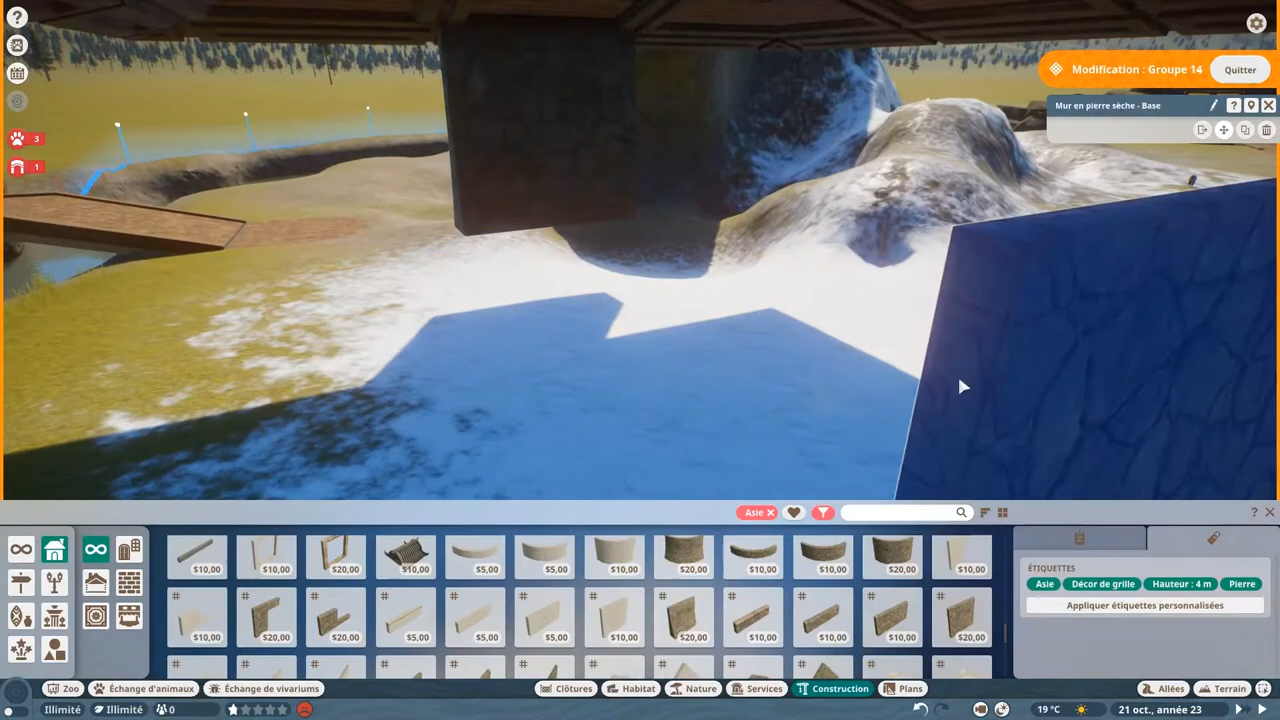 ?
Modification : Groupe 14
Quitter
Mur en pierre sèche - Base
?
3
1
Asie ×
? ×
$10,00 $10,00 $20,00 $10,00 $5,00 $5,00 $10,00 $20,00 $10,00 $10,00 $20,00 $10,00
$10,00 $20,00 $20,00 $5,00 $5,00 $10,00 $10,00 $20,00 $10,00 $10,00 $10,00 $20,00
ÉTIQUETTES
Asie Décor de grille Hauteur : 4 m Pierre
Appliquer étiquettes personnalisées
Zoo Échange d'animaux Échange de vivariums Clôtures Habitat Nature Services Construction Plans Allées Terrain
Illimité Illimité 0 19 °C 21 oct., année 23